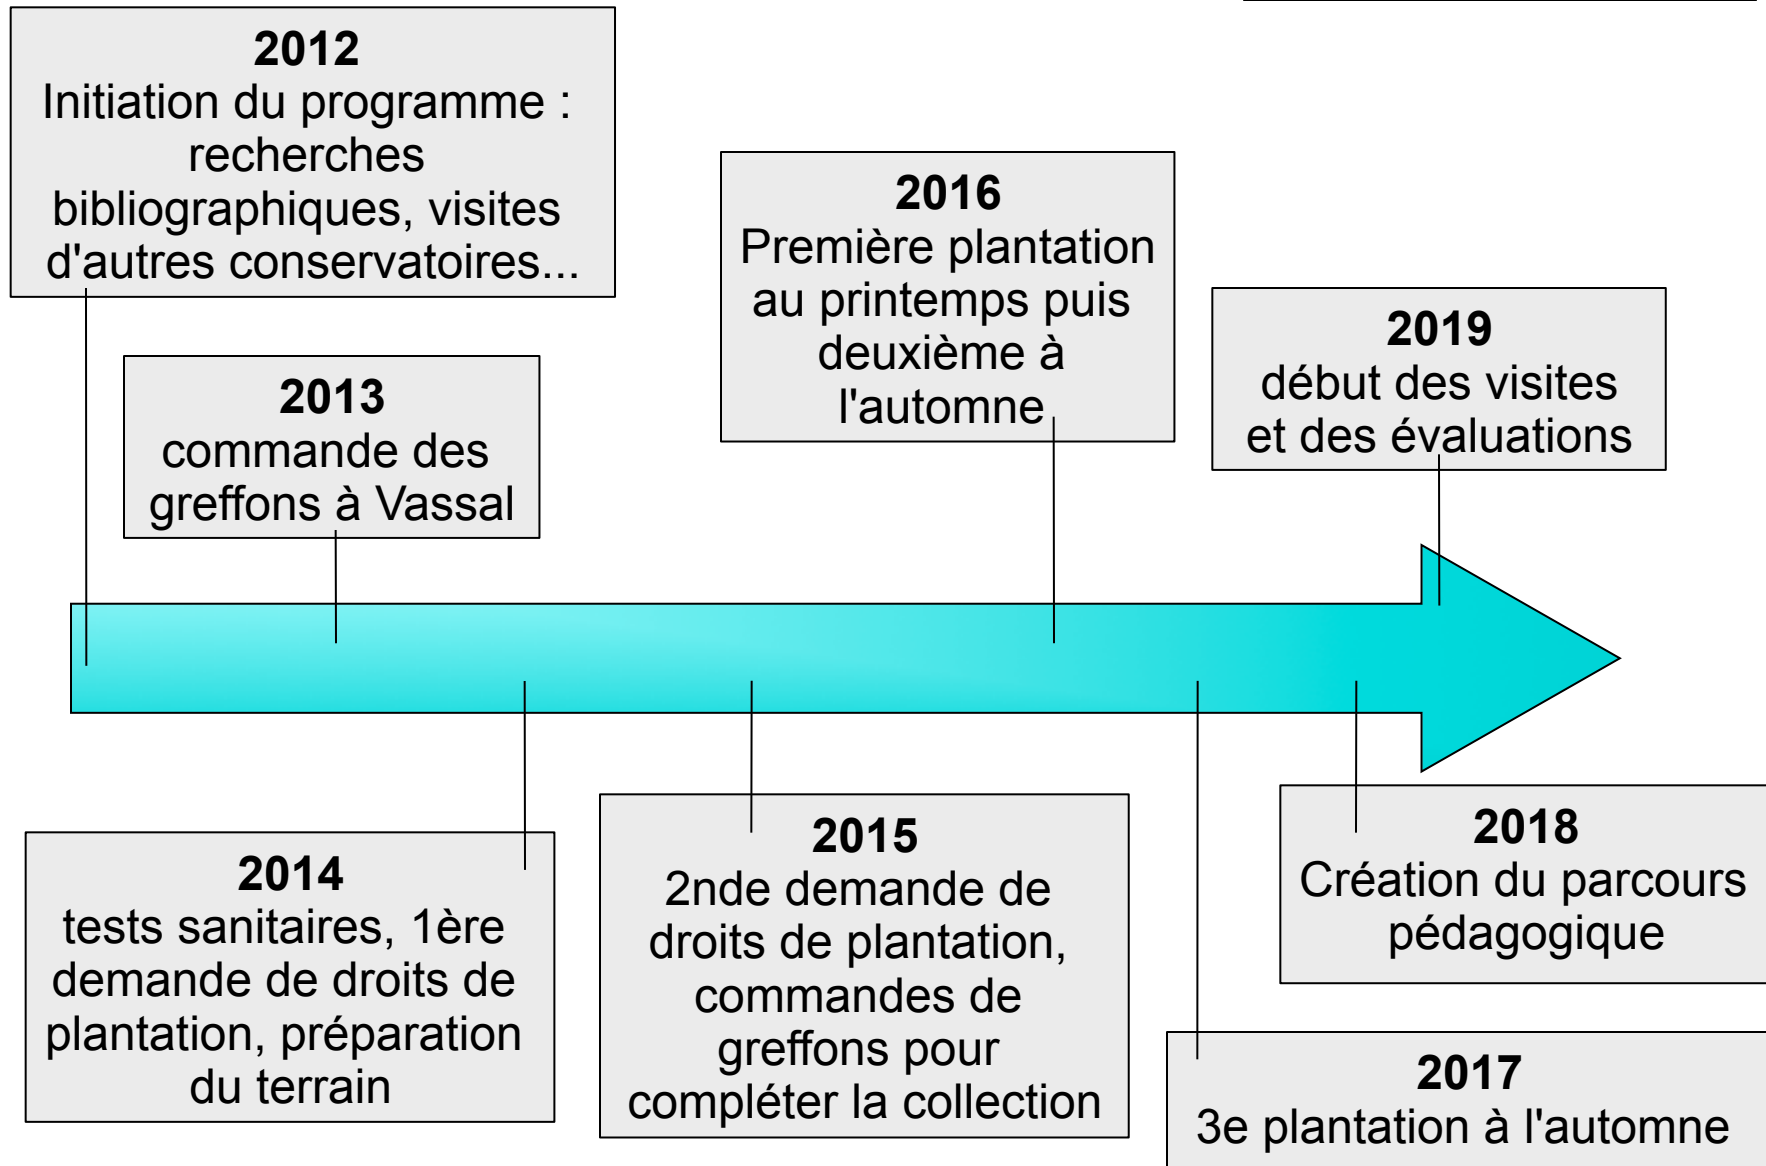 2012
Initiation du programme :
recherches
bibliographiques, visites
d'autres conservatoires...
2013
commande des
greffons à Vassal
2016
Première plantation
au printemps puis
deuxième à
l'automne
2019
début des visites
et des évaluations
2014
tests sanitaires, 1ère
demande de droits de
plantation, préparation
du terrain
2015
2nde demande de
droits de plantation,
commandes de
greffons pour
compléter la collection
2018
Création du parcours
pédagogique
2017
3e plantation à l'automne